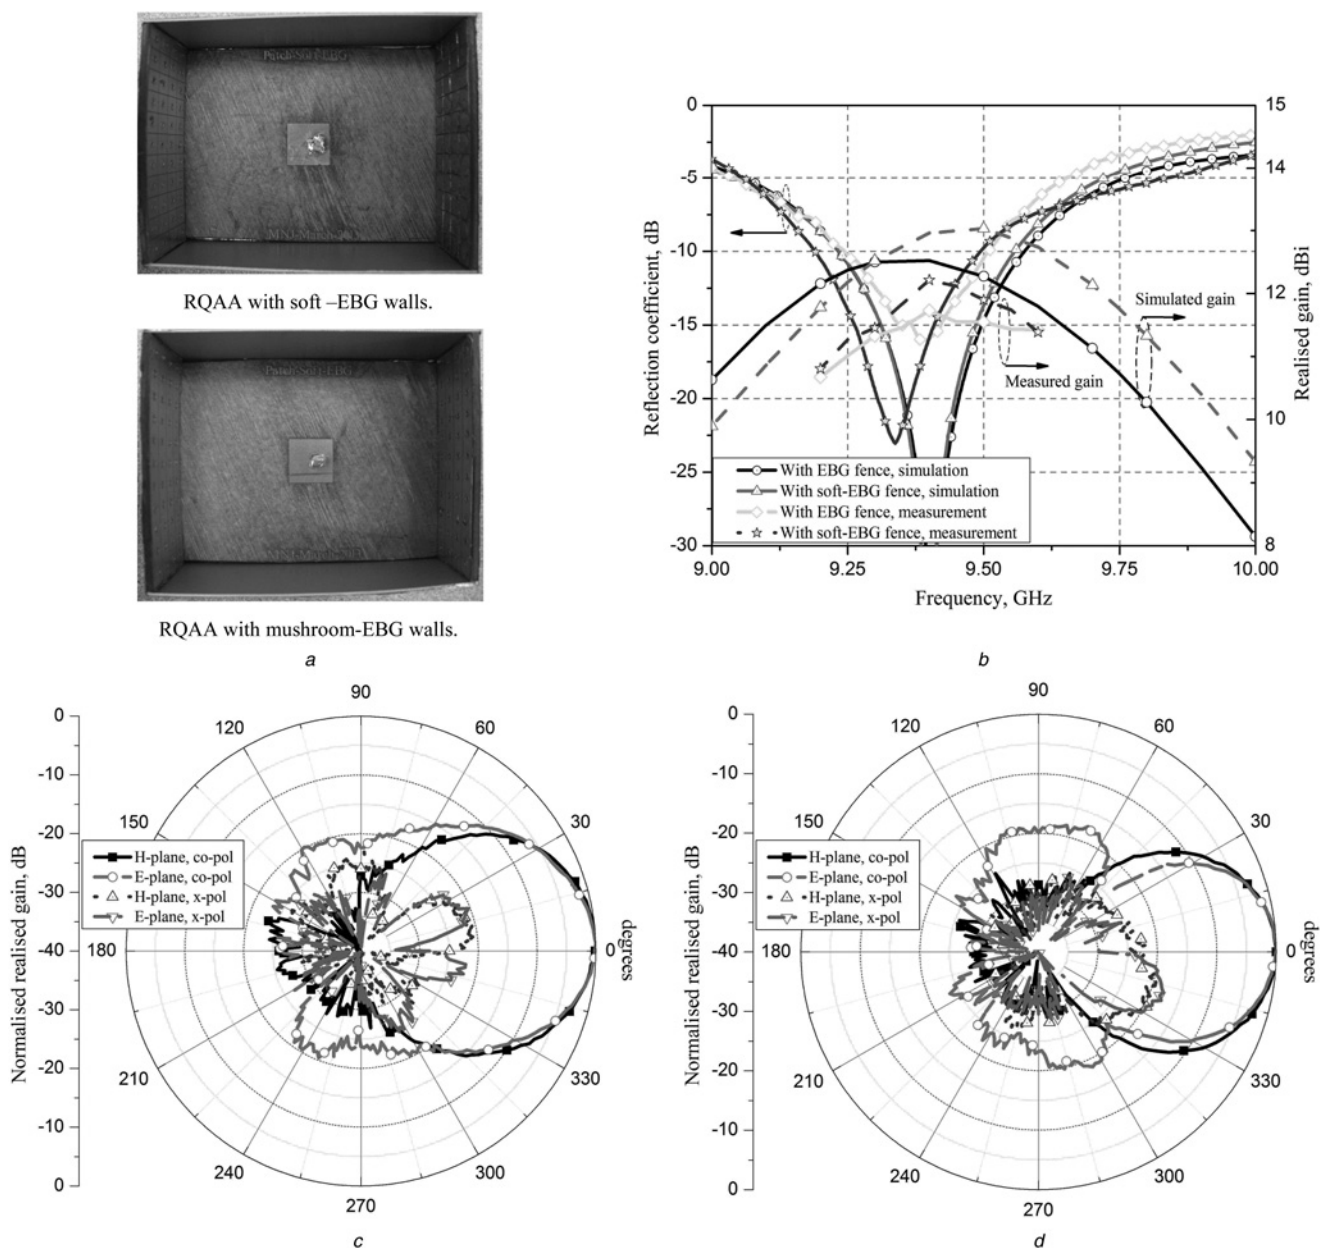 a
Patch-Soft-EBG
RQAA with soft –EBG walls.
RQAA with mushroom-EBG walls.
a
0
-5
-10
-15
-20
-25
-30
Reflection coefficient, dB
15
14
13
12
11
10
9
8
Realised gain, dBi
Simulated gain
Measured gain
With EBG fence, simulation
With soft-EBG fence, simulation
With EBG fence, measurement
With soft-EBG fence, measurement
9.00 9.25 9.50 9.75 10.00
Frequency, GHz
b
0
-10
-20
-30
-40
-30
-20
-10
0
Normalised realised gain, dB
90
120 60
150 30
180 0
degrees
210 330
240 300
270
H-plane, co-pol
E-plane, co-pol
H-plane, x-pol
E-plane, x-pol
c
0
-10
-20
-30
-40
-30
-20
-10
0
Normalised realised gain, dB
90
120 60
150 30
180 0
degrees
210 330
240 300
270
H-plane, co-pol
E-plane, co-pol
H-plane, x-pol
E-plane, x-pol
d